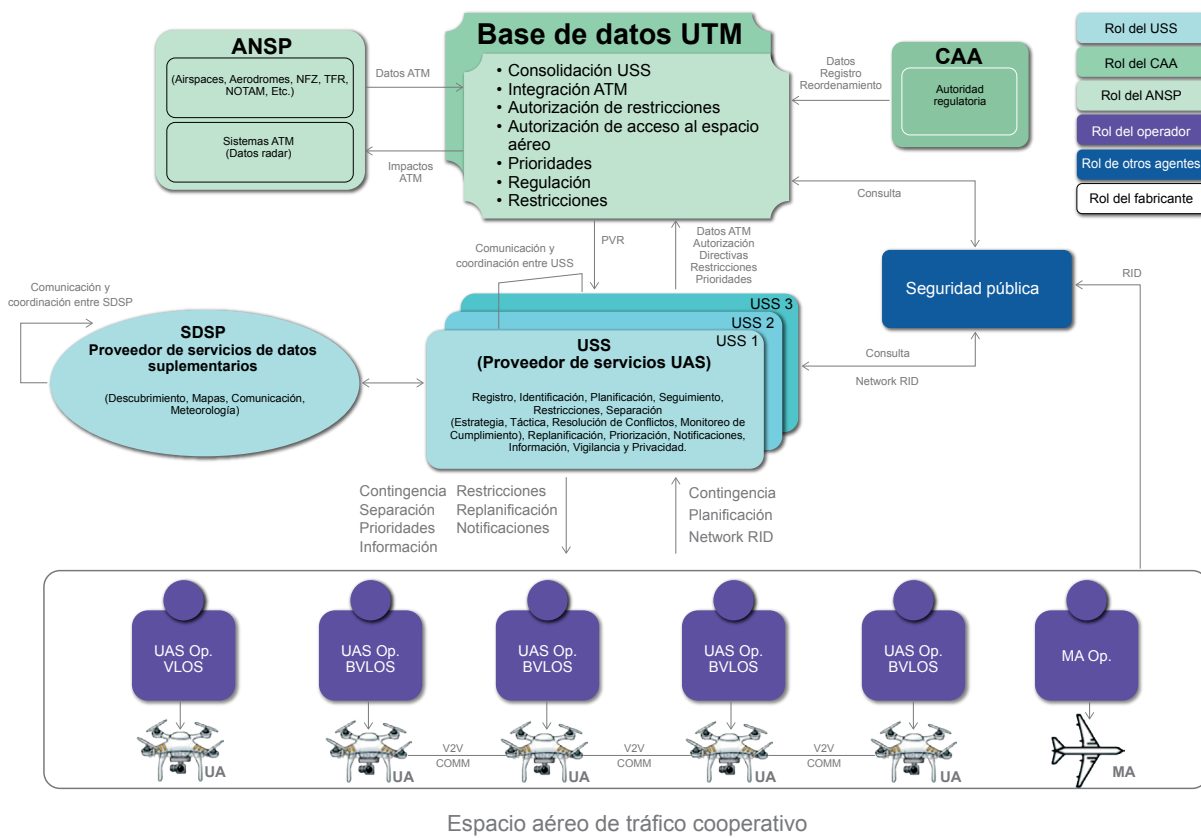 ANSP
(Airspaces, Aerodromes, NFZ, TFR,
NOTAM, Etc.)
Sistemas ATM
(Datos radar)
Datos ATM
Impactos
ATM
Base de datos UTM
• Consolidación USS
• Integración ATM
• Autorización de restricciones
• Autorización de acceso al espacio
aéreo
• Prioridades
• Regulación
• Restricciones
Datos
Registro
Reordenamiento
CAA
Autoridad
regulatoria
Rol del USS
Rol del CAA
Rol del ANSP
Rol del operador
Rol de otros agentes
Rol del fabricante
Consulta
Comunicación y
coordinación entre USS
PVR
Datos ATM
Autorización
Directivas
Restricciones
Prioridades
Seguridad pública
RID
Comunicación y
coordinación entre SDSP
SDSP
Proveedor de servicios de datos
suplementarios
(Descubrimiento, Mapas, Comunicación,
Meteorología)
USS 3
USS 2
USS 1
USS
(Proveedor de servicios UAS)
Registro, Identificación, Planificación, Seguimiento,
Restricciones, Separación
(Estrategia, Táctica, Resolución de Conflictos, Monitoreo de
Cumplimiento), Replanificación, Priorización, Notificaciones,
Información, Vigilancia y Privacidad.
Consulta
Network RID
Contingencia
Separación
Prioridades
Información
Restricciones
Replanificación
Notificaciones
Contingencia
Planificación
Network RID
UAS Op.
VLOS
UAS Op.
BVLOS
UAS Op.
BVLOS
UAS Op.
BVLOS
UAS Op.
BVLOS
MA Op.
UA
UA
V2V
COMM
UA
V2V
COMM
UA
V2V
COMM
UA
MA
Espacio aéreo de tráfico cooperativo